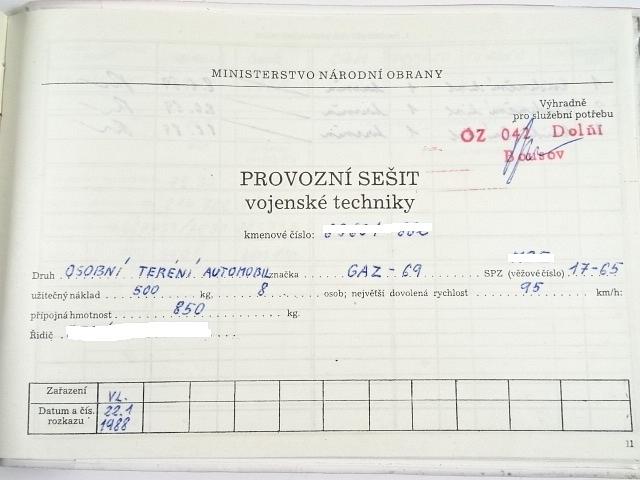 MINISTERSTVO NÁRODNÍ OBRANY
Výhradně
pro služební potřebu
OZ 042 Dolní
Bousov
PROVOZNÍ SEŠIT
vojenské techniky
kmenové číslo:
Druh OSOBNÍ TERÉNÍ AUTOMOBIL značka GAZ-69 SPZ (věžové číslo) 17-65
užitečný náklad 500 kg, 8 osob; největší dovolená rychlost 95 km/h:
přípojná hmotnost 850 kg.
Řidič
Zařazení VL.
Datum a čís. rozkazu 22.1 1988
11